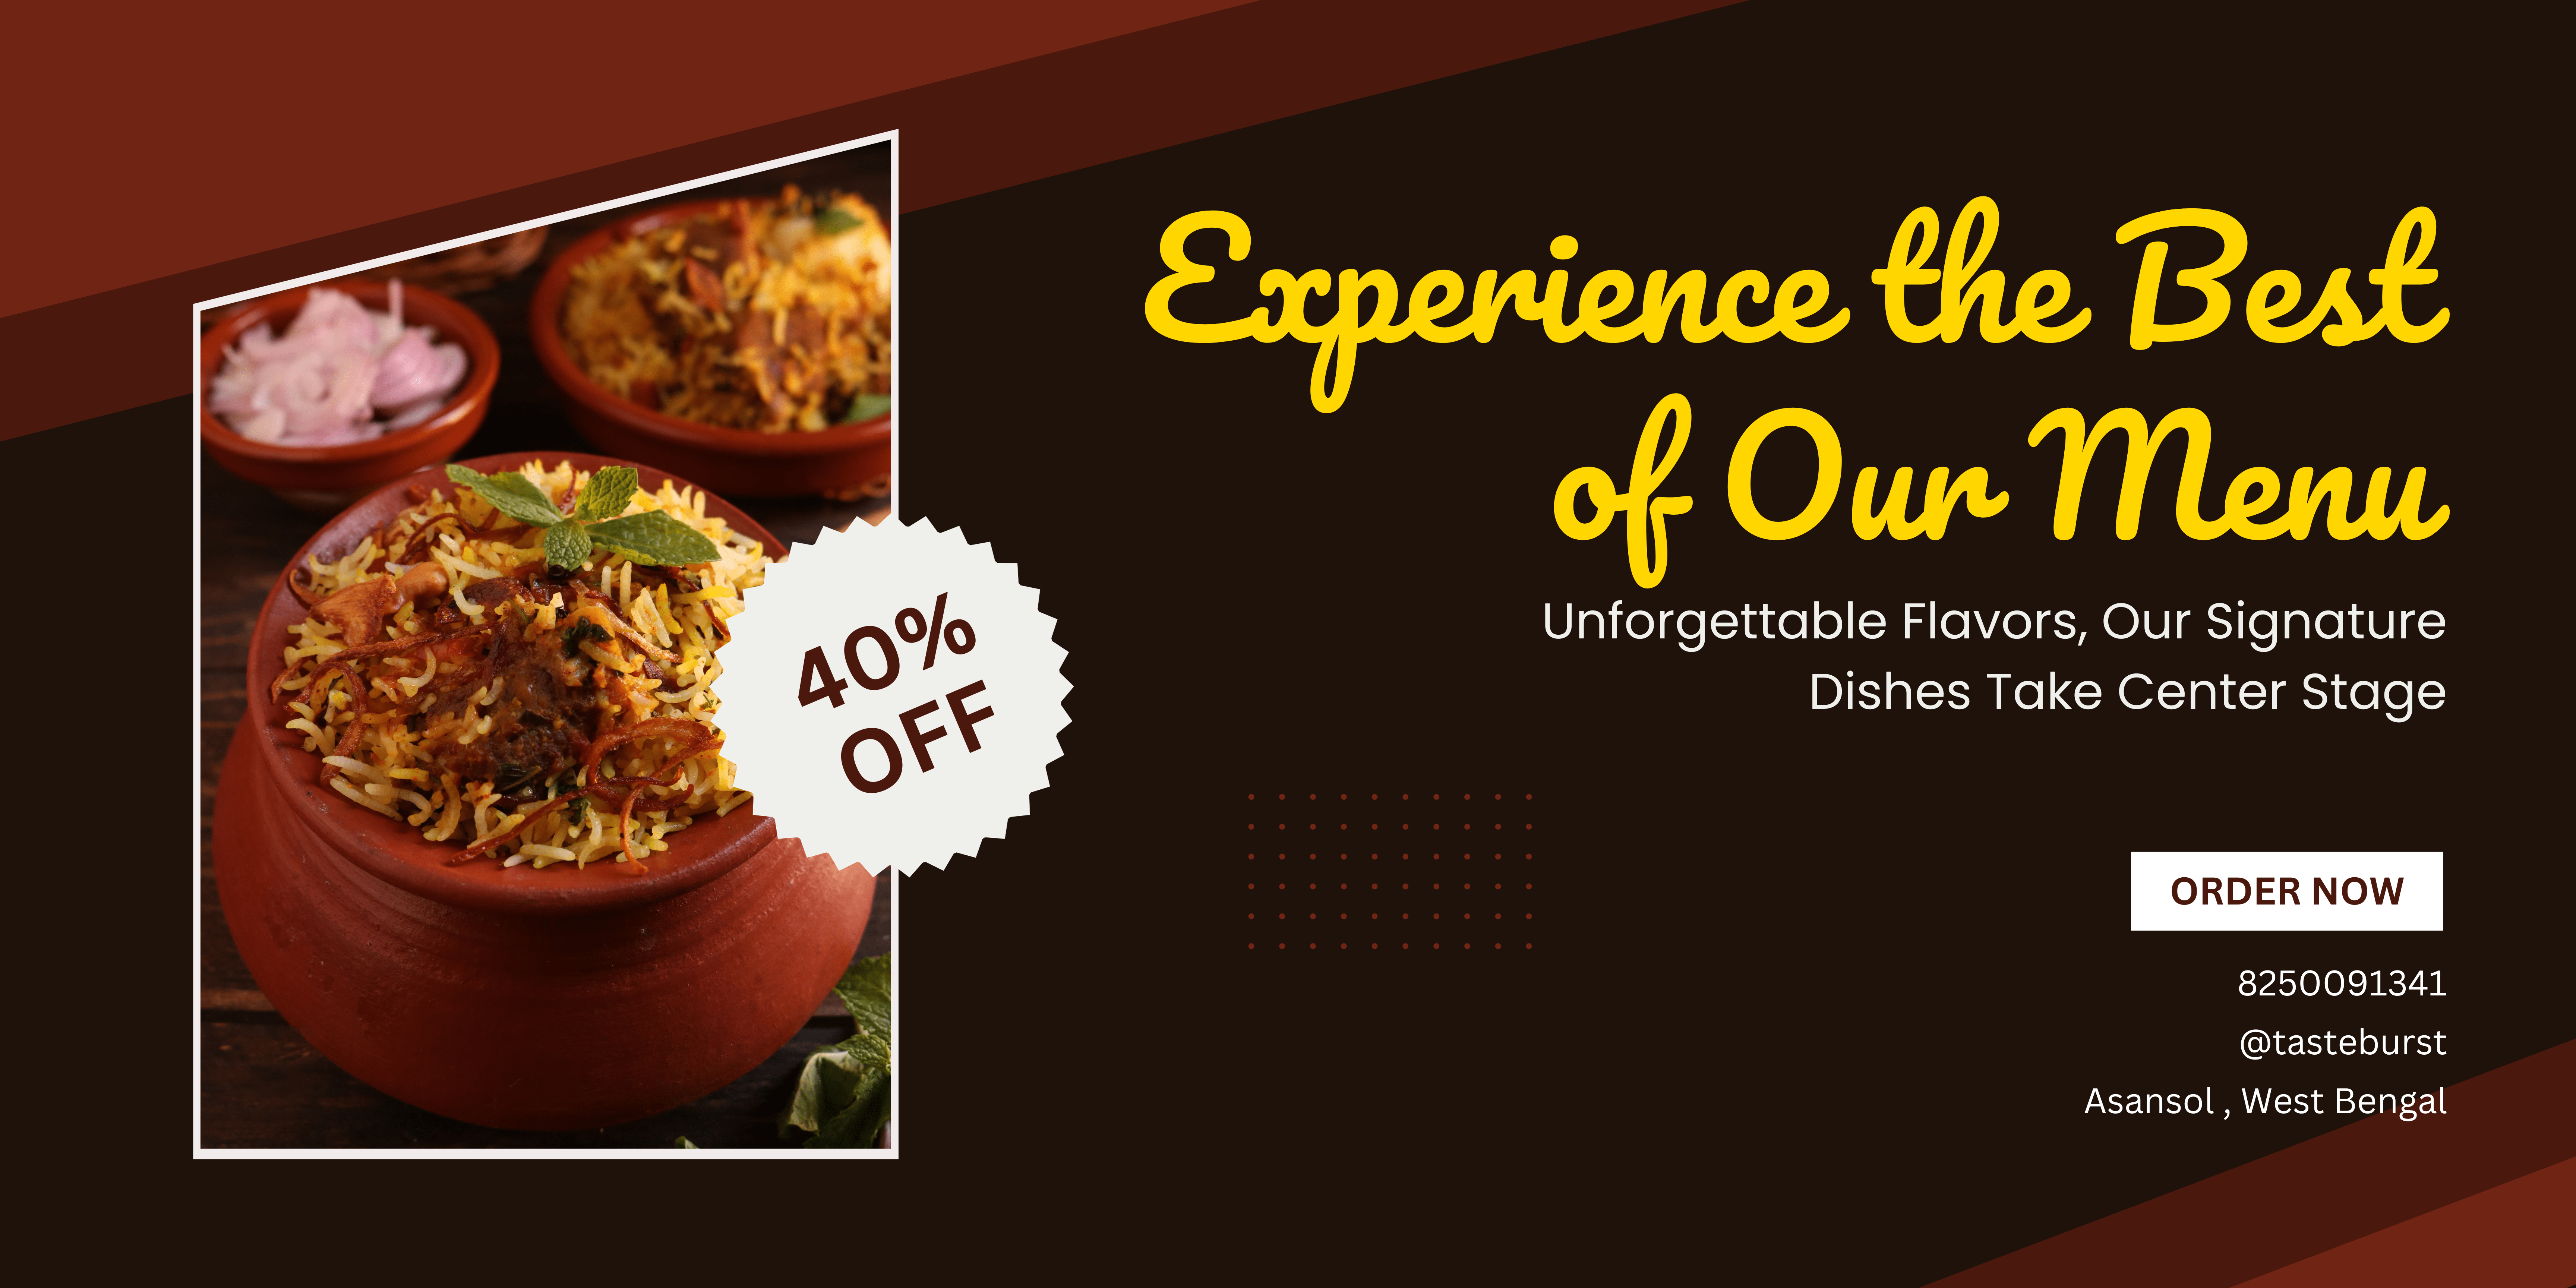 Experience the Best
of Our Menu
Unforgettable Flavors, Our Signature
Dishes Take Center Stage
40%
OFF
ORDER NOW
8250091341
@tasteburst
Asansol , West Bengal